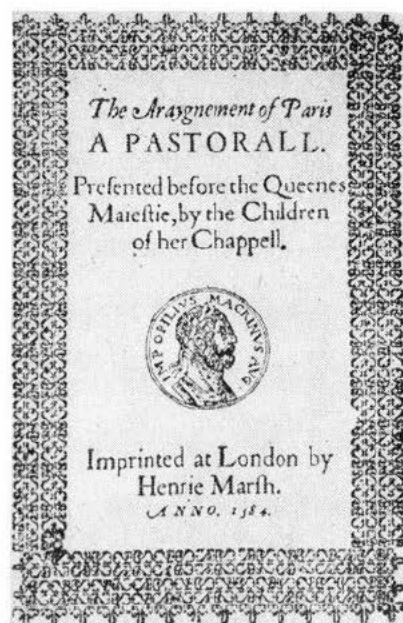 The Araygnement of Paris
A PASTORALL.
Preſented before the Queenes
Maieſtie, by the Children
of her Chappell.
IMP OPILIUS MACRINUS AUG
Imprinted at London by
Henrie Marſh.
ANNO. 1584.